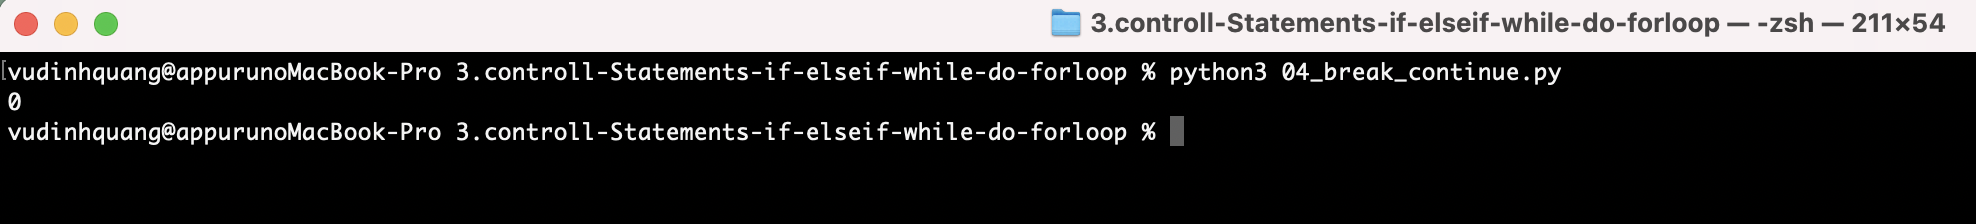 3.controll-Statements-if-elseif-while-do-forloop — -zsh — 211×54
[vudinhquang@appurunoMacBook-Pro 3.controll-Statements-if-elseif-while-do-forloop % python3 04_break_continue.py
0
vudinhquang@appurunoMacBook-Pro 3.controll-Statements-if-elseif-while-do-forloop %